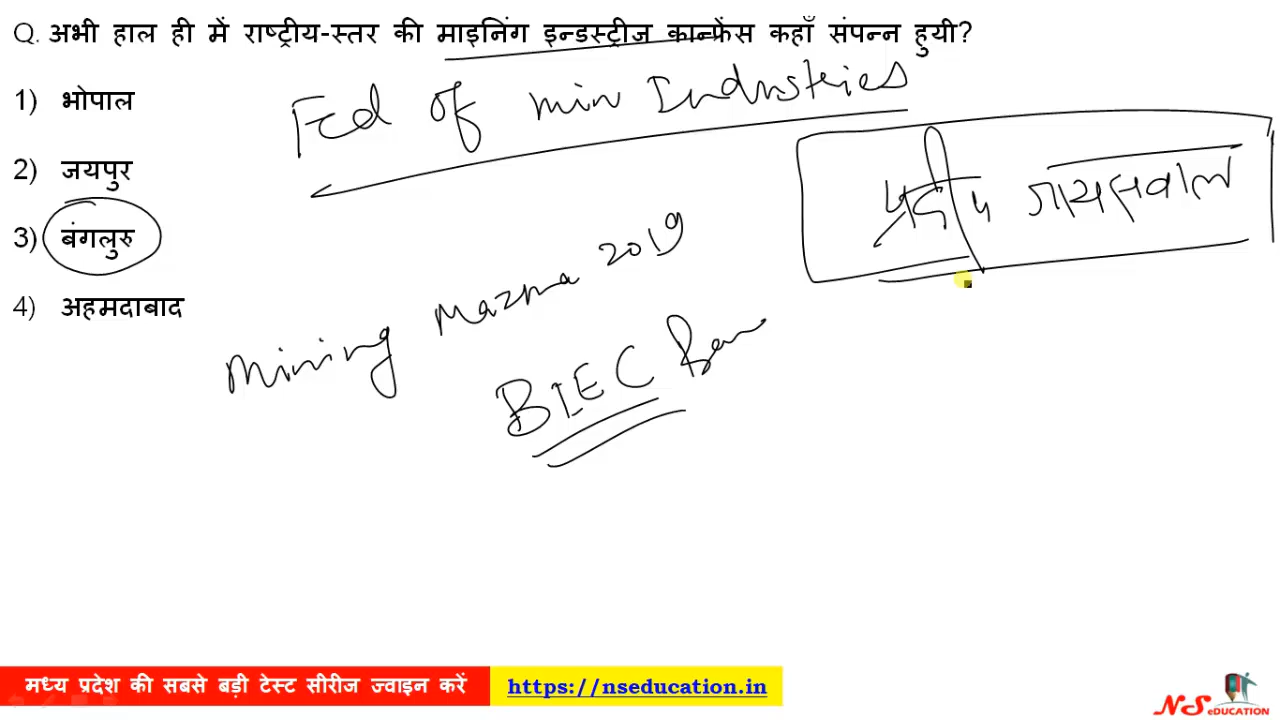 Q. अभी हाल ही में राष्ट्रीय-स्तर की माइनिंग इन्डस्ट्रीज कान्फ्रेंस कहाँ संपन्न हुयी?
1) भोपाल
Fed of min Industries
2) जयपुर
प्रदीप जायसवाल
3) बंगलुरु
4) अहमदाबाद
Mining Mazma 2019
BIEC Ban
मध्य प्रदेश की सबसे बड़ी टेस्ट सीरीज ज्वाइन करें
https://nseducation.in
NS eDUCATION